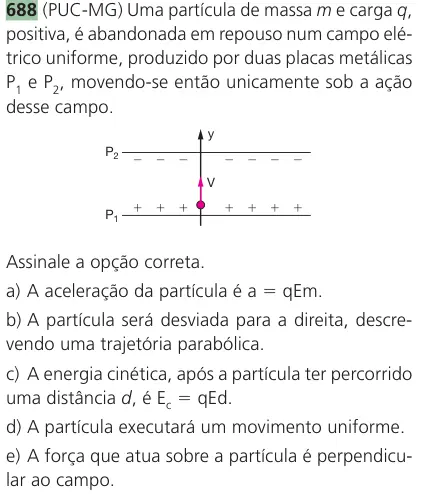 688 (PUC-MG) Uma partícula de massa m e carga q,
positiva, é abandonada em repouso num campo elé-
trico uniforme, produzido por duas placas metálicas
P₁ e P₂, movendo-se então unicamente sob a ação
desse campo.
y
P₂
− − − − − − −
V
+ + + + + + +
P₁
Assinale a opção correta.
a) A aceleração da partícula é a = qEm.
b) A partícula será desviada para a direita, descre-
vendo uma trajetória parabólica.
c) A energia cinética, após a partícula ter percorrido
uma distância d, é E꜀ = qEd.
d) A partícula executará um movimento uniforme.
e) A força que atua sobre a partícula é perpendicu-
lar ao campo.